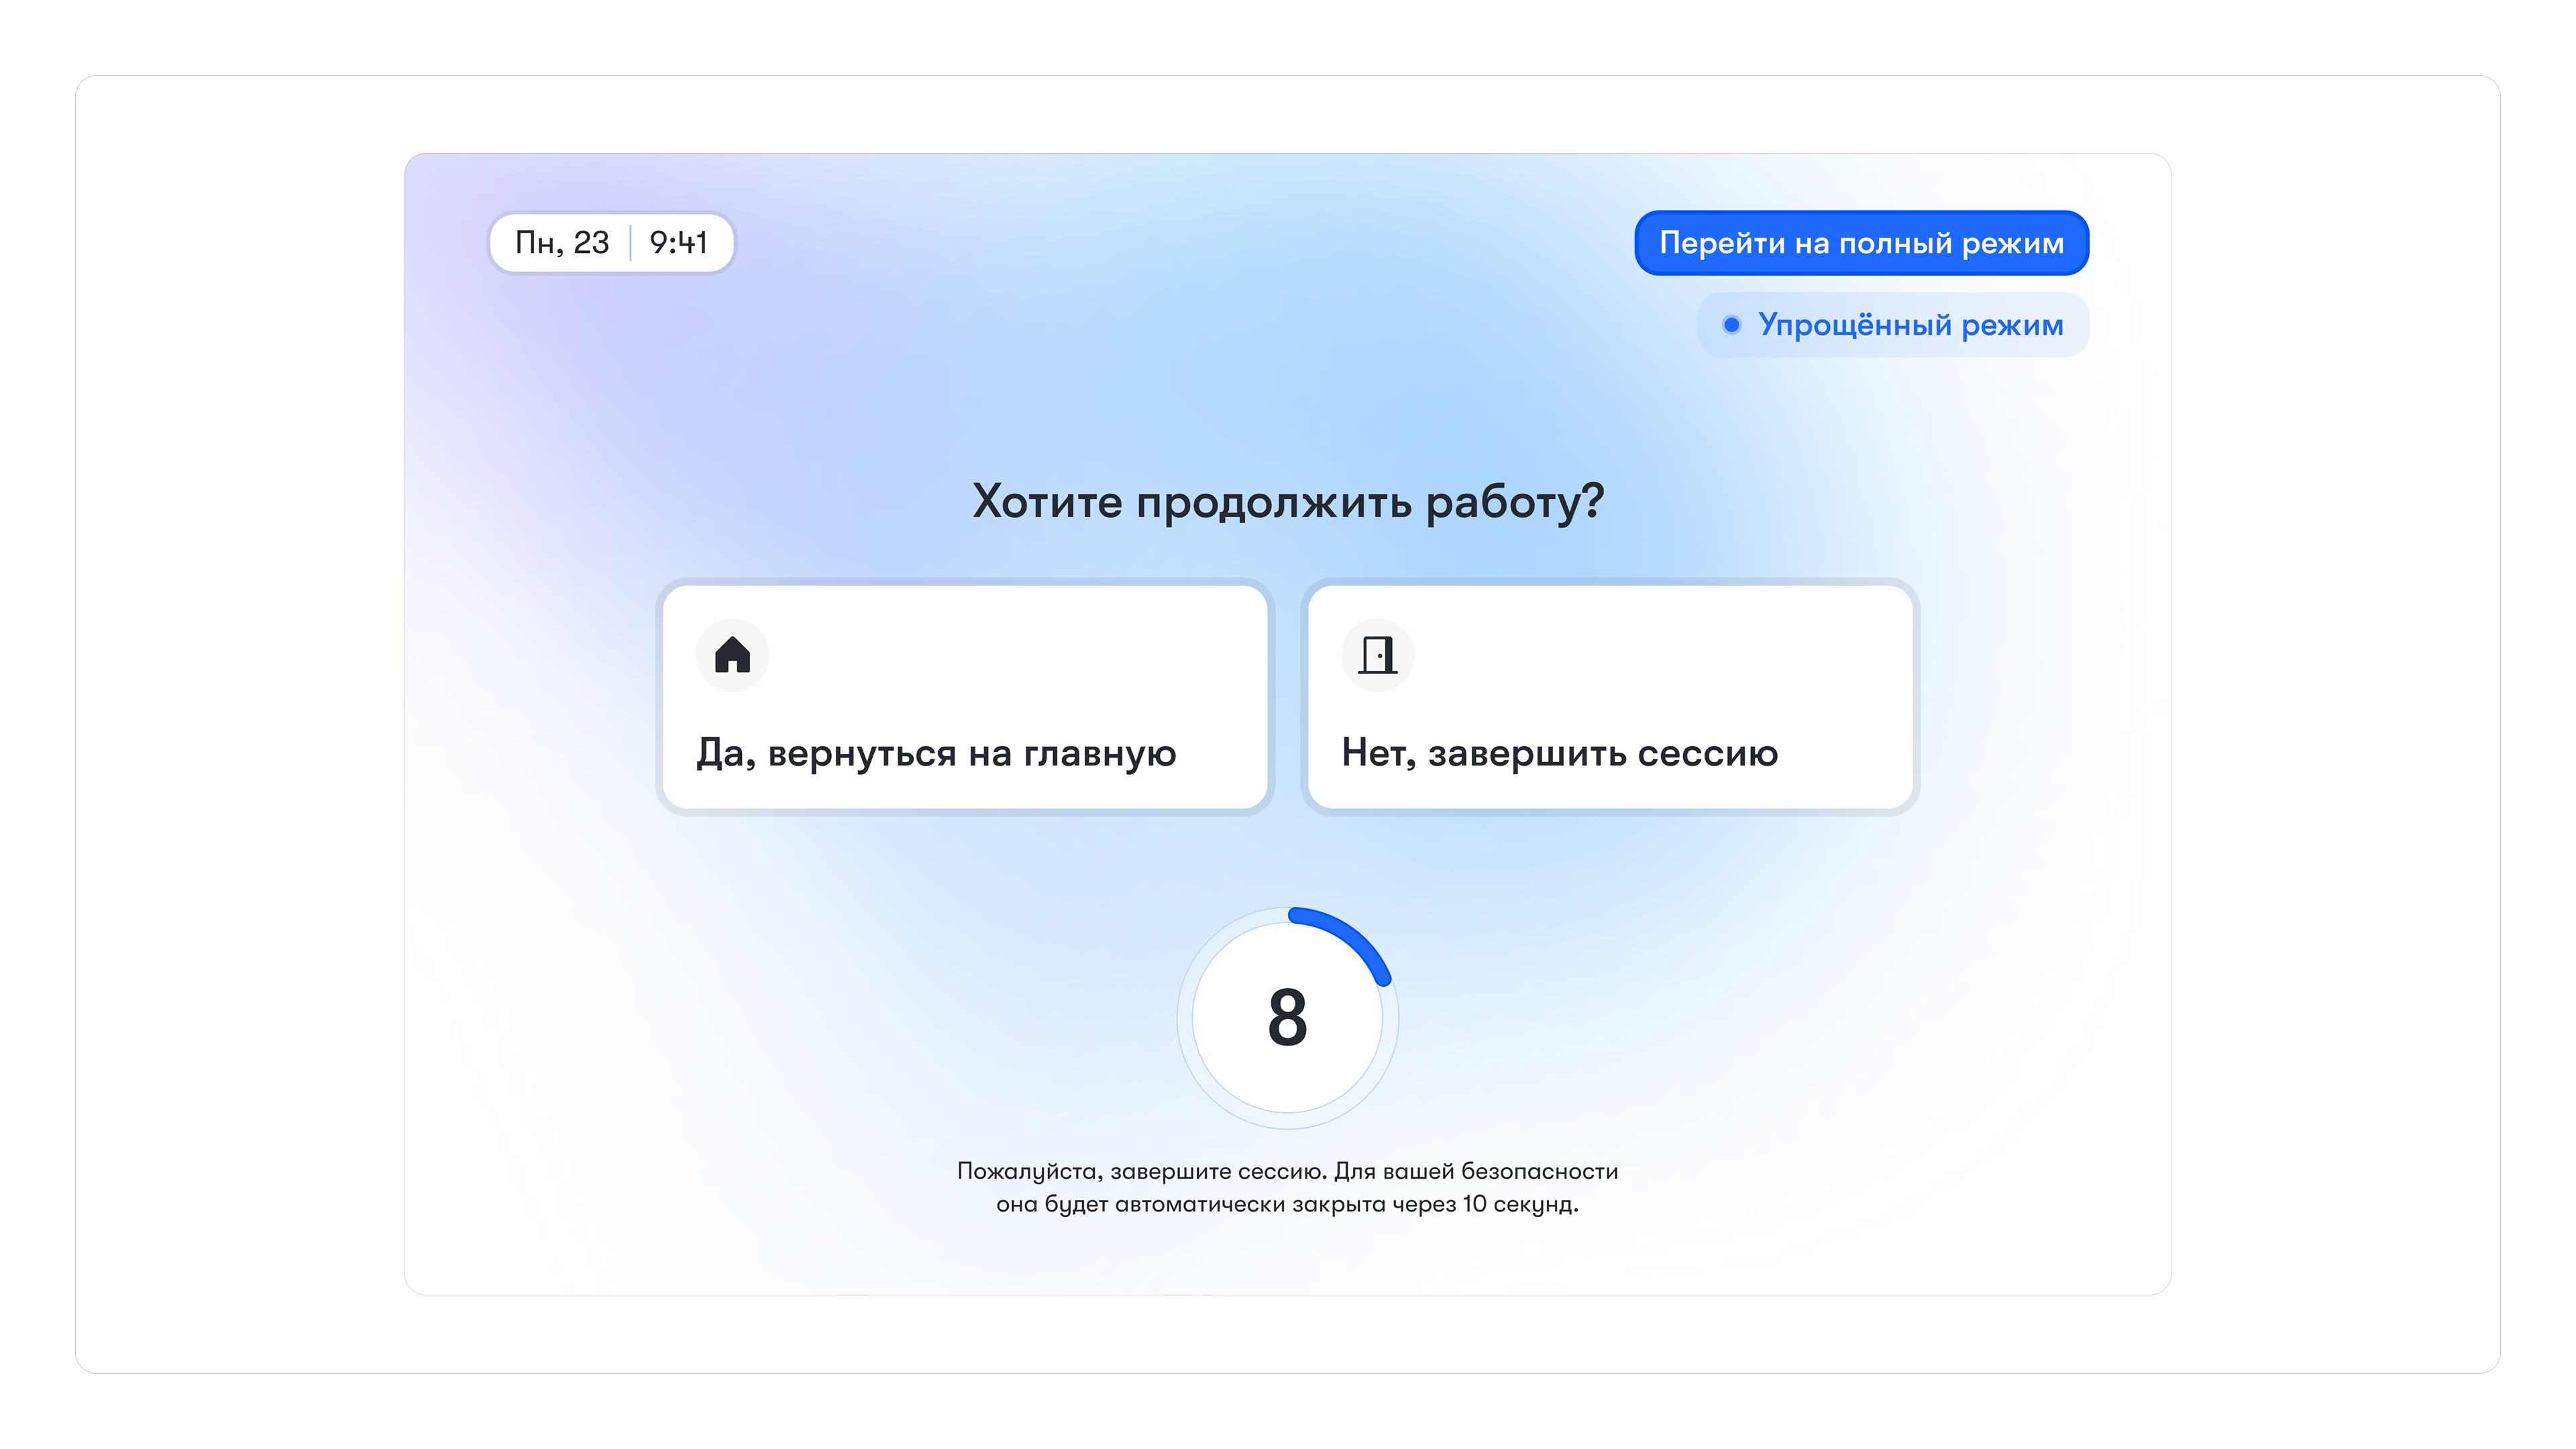 Пн, 23 | 9:41
Перейти на полный режим
Упрощённый режим
Хотите продолжить работу?
Да, вернуться на главную
Нет, завершить сессию
8
Пожалуйста, завершите сессию. Для вашей безопасности
она будет автоматически закрыта через 10 секунд.